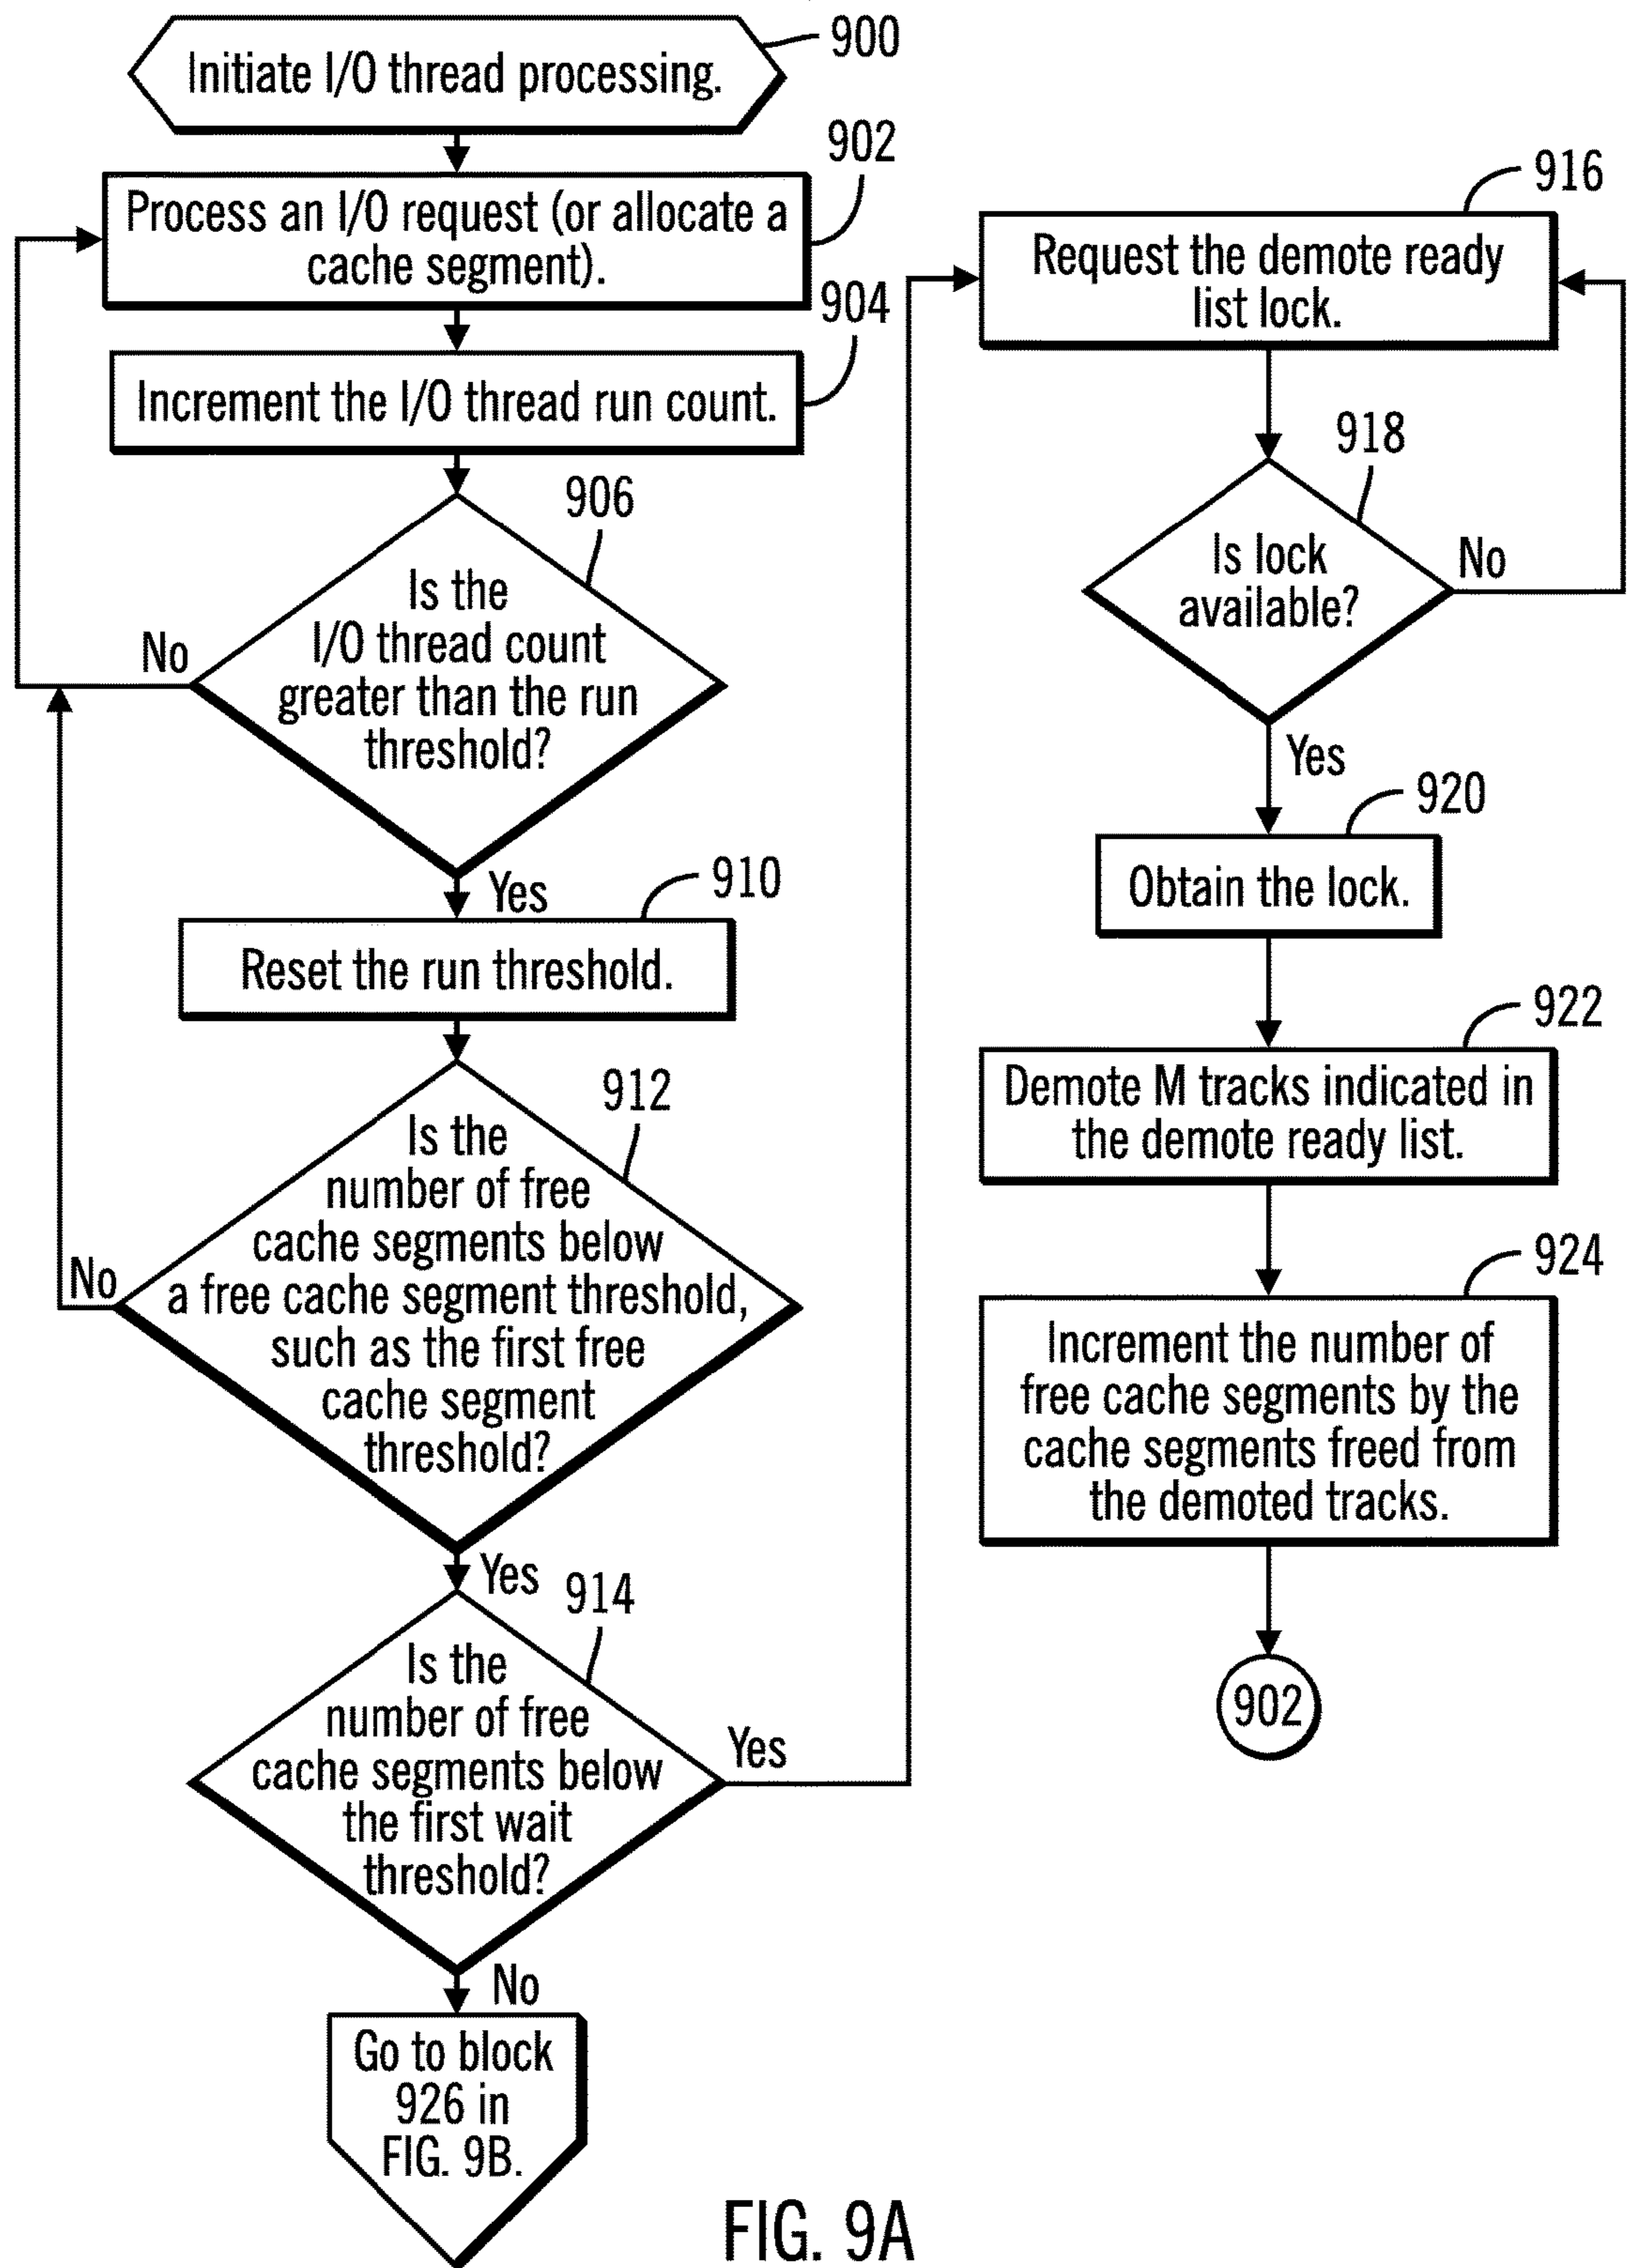 900
Initiate I/O thread processing.
902
Process an I/O request (or allocate a
cache segment).
904
Increment the I/O thread run count.
906
Is the
I/O thread count
greater than the run
threshold?
No
Yes
910
Reset the run threshold.
912
Is the
number of free
cache segments below
a free cache segment threshold,
such as the first free
cache segment
threshold?
No
Yes
914
Is the
number of free
cache segments below
the first wait
threshold?
Yes
No
Go to block
926 in
FIG. 9B.
916
Request the demote ready
list lock.
918
Is lock
available?
No
Yes
920
Obtain the lock.
922
Demote M tracks indicated in
the demote ready list.
924
Increment the number of
free cache segments by the
cache segments freed from
the demoted tracks.
902
FIG. 9A